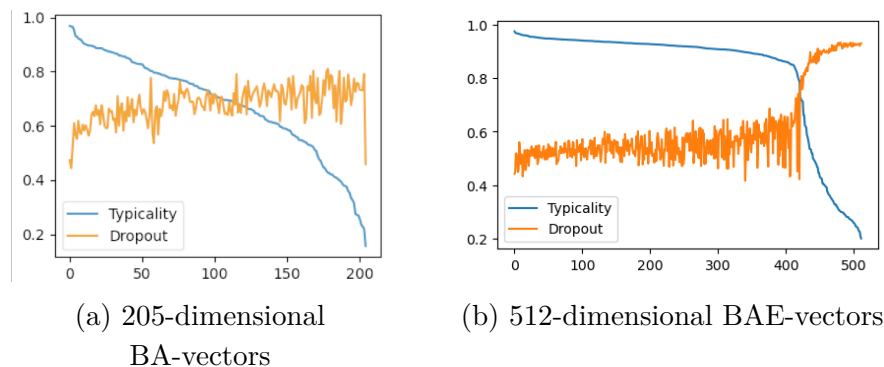 1.0
0.8
0.6
0.4
0.2
Typicality
Dropout
0 50 100 150 200
(a) 205-dimensional
BA-vectors
1.0
0.8
0.6
0.4
0.2
Typicality
Dropout
0 100 200 300 400 500
(b) 512-dimensional BAE-vectors